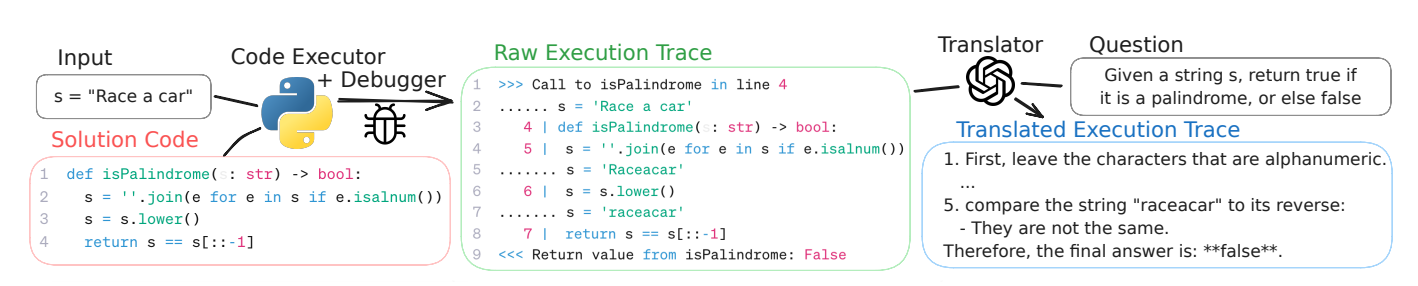 Input
s = "Race a car"
Code Executor
+ Debugger
Solution Code
1 def isPalindrome(s: str) -> bool:
2 s = ''.join(e for e in s if e.isalnum())
3 s = s.lower()
4 return s == s[::-1]
Raw Execution Trace
1 >>> Call to isPalindrome in line 4
2 ...... s = 'Race a car'
3 4 | def isPalindrome(s: str) -> bool:
4 5 | s = ''.join(e for e in s if e.isalnum())
5 ....... s = 'Raceacar'
6 6 | s = s.lower()
7 ....... s = 'raceacar'
8 7 | return s == s[::-1]
9 <<< Return value from isPalindrome: False
Translator
Question
Given a string s, return true if
it is a palindrome, or else false
Translated Execution Trace
1. First, leave the characters that are alphanumeric.
...
5. compare the string "raceacar" to its reverse:
- They are not the same.
Therefore, the final answer is: **false**.